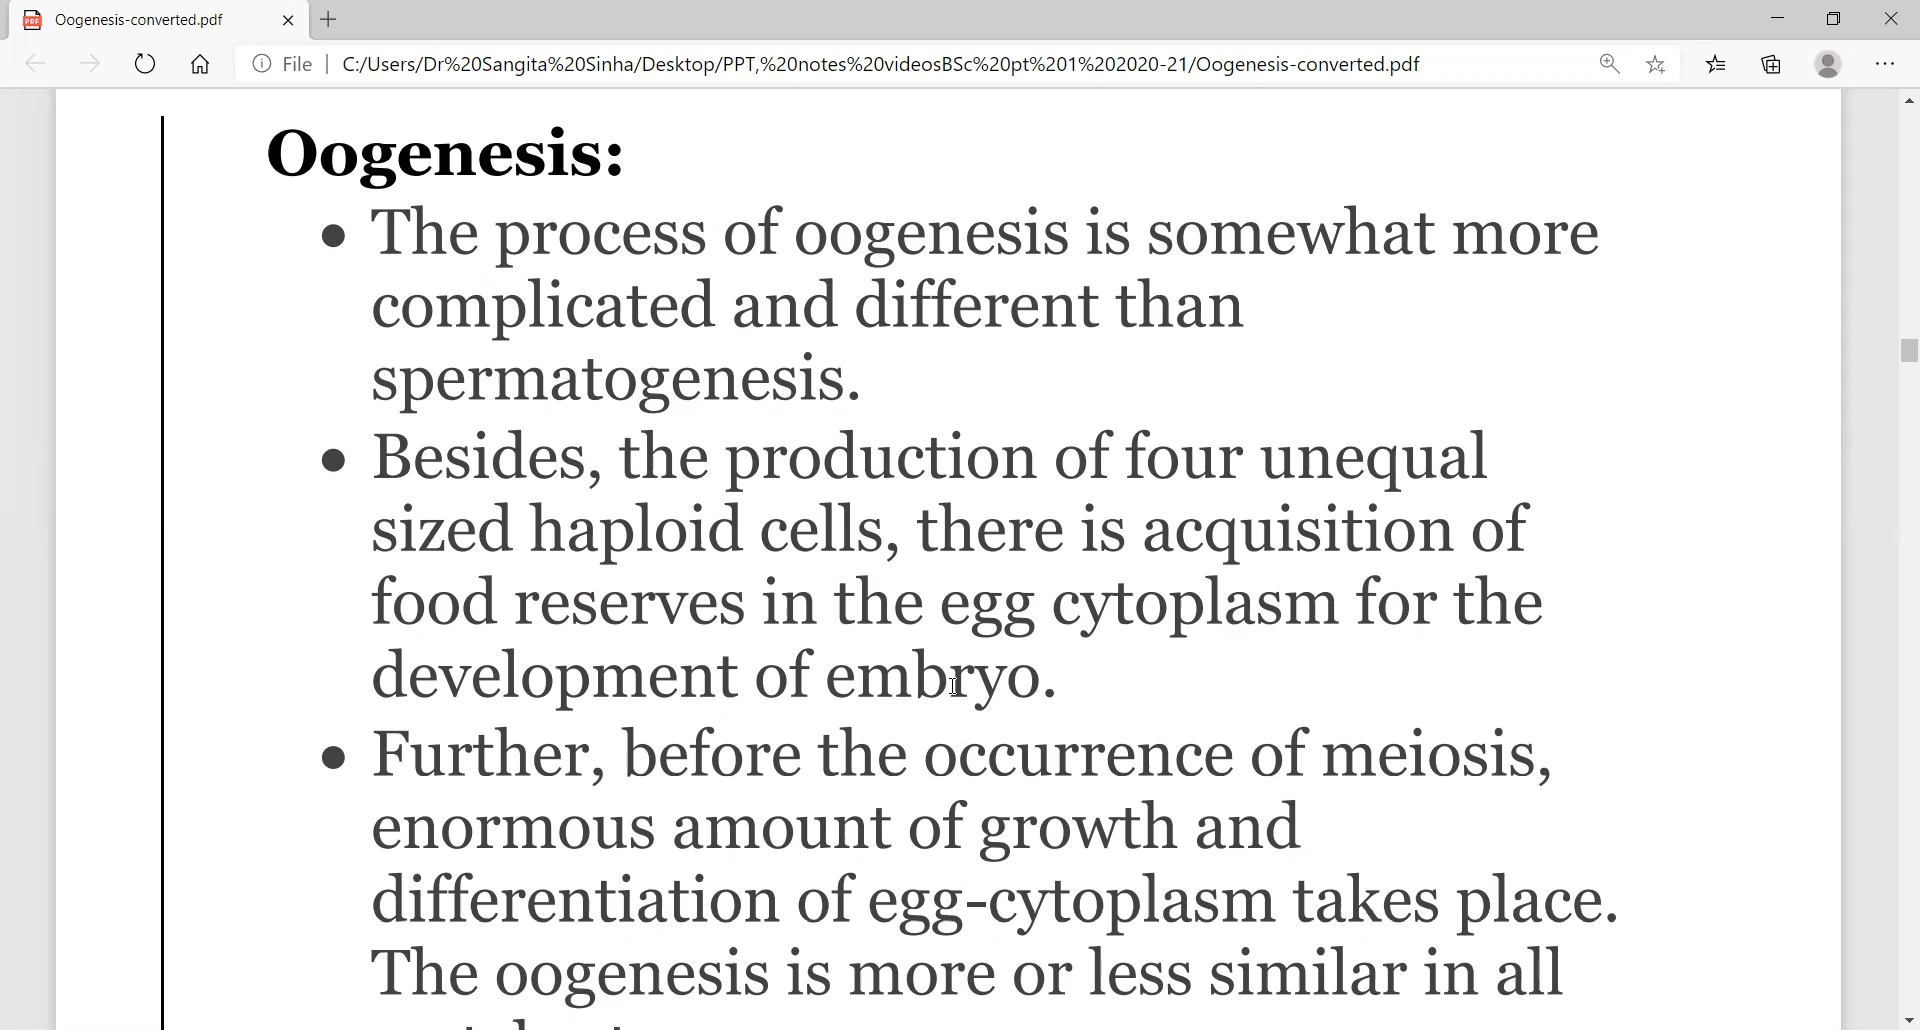 Oogenesis-converted.pdf
File
C:/Users/Dr%20Sangita%20Sinha/Desktop/PPT,%20notes%20videosBSc%20pt%201%202020-21/Oogenesis-converted.pdf
Oogenesis:
• The process of oogenesis is somewhat more
complicated and different than
spermatogenesis.
• Besides, the production of four unequal
sized haploid cells, there is acquisition of
food reserves in the egg cytoplasm for the
development of embryo.
• Further, before the occurrence of meiosis,
enormous amount of growth and
differentiation of egg-cytoplasm takes place.
The oogenesis is more or less similar in all